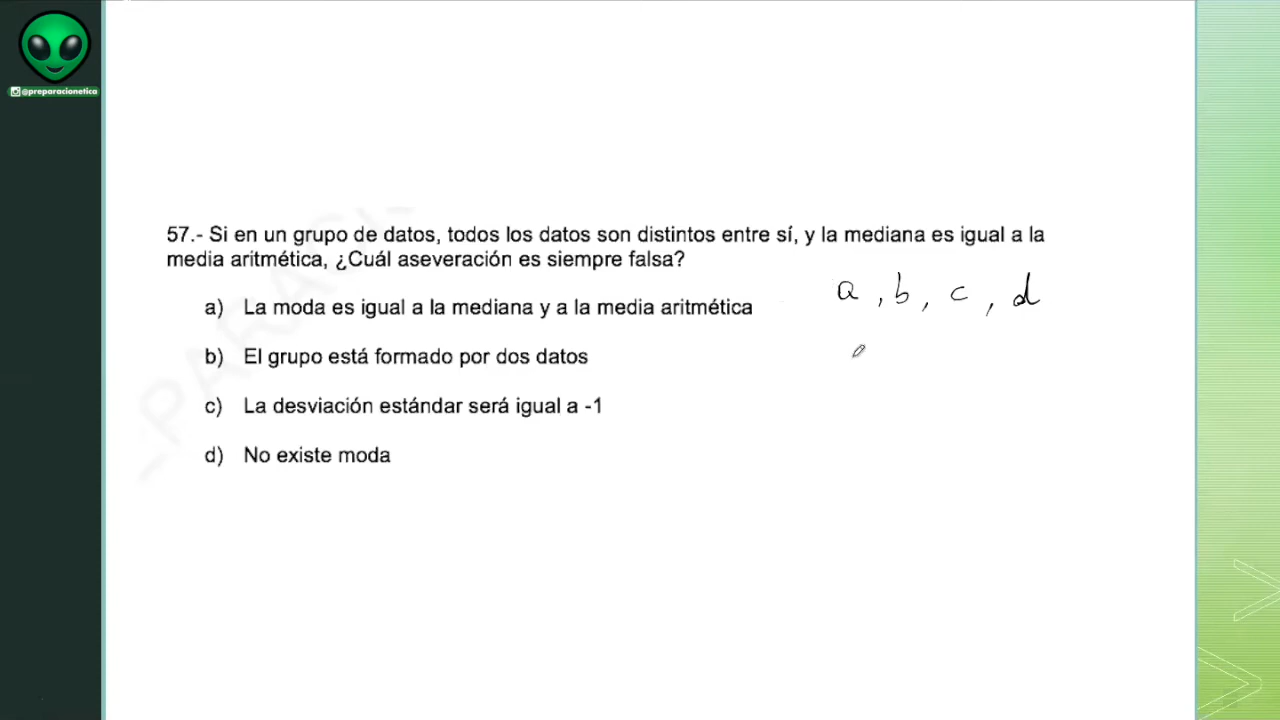 @preparacionetica
57.- Si en un grupo de datos, todos los datos son distintos entre sí, y la mediana es igual a la
media aritmética, ¿Cuál aseveración es siempre falsa?
a, b, c, d
a) La moda es igual a la mediana y a la media aritmética
b) El grupo está formado por dos datos
c) La desviación estándar será igual a -1
d) No existe moda